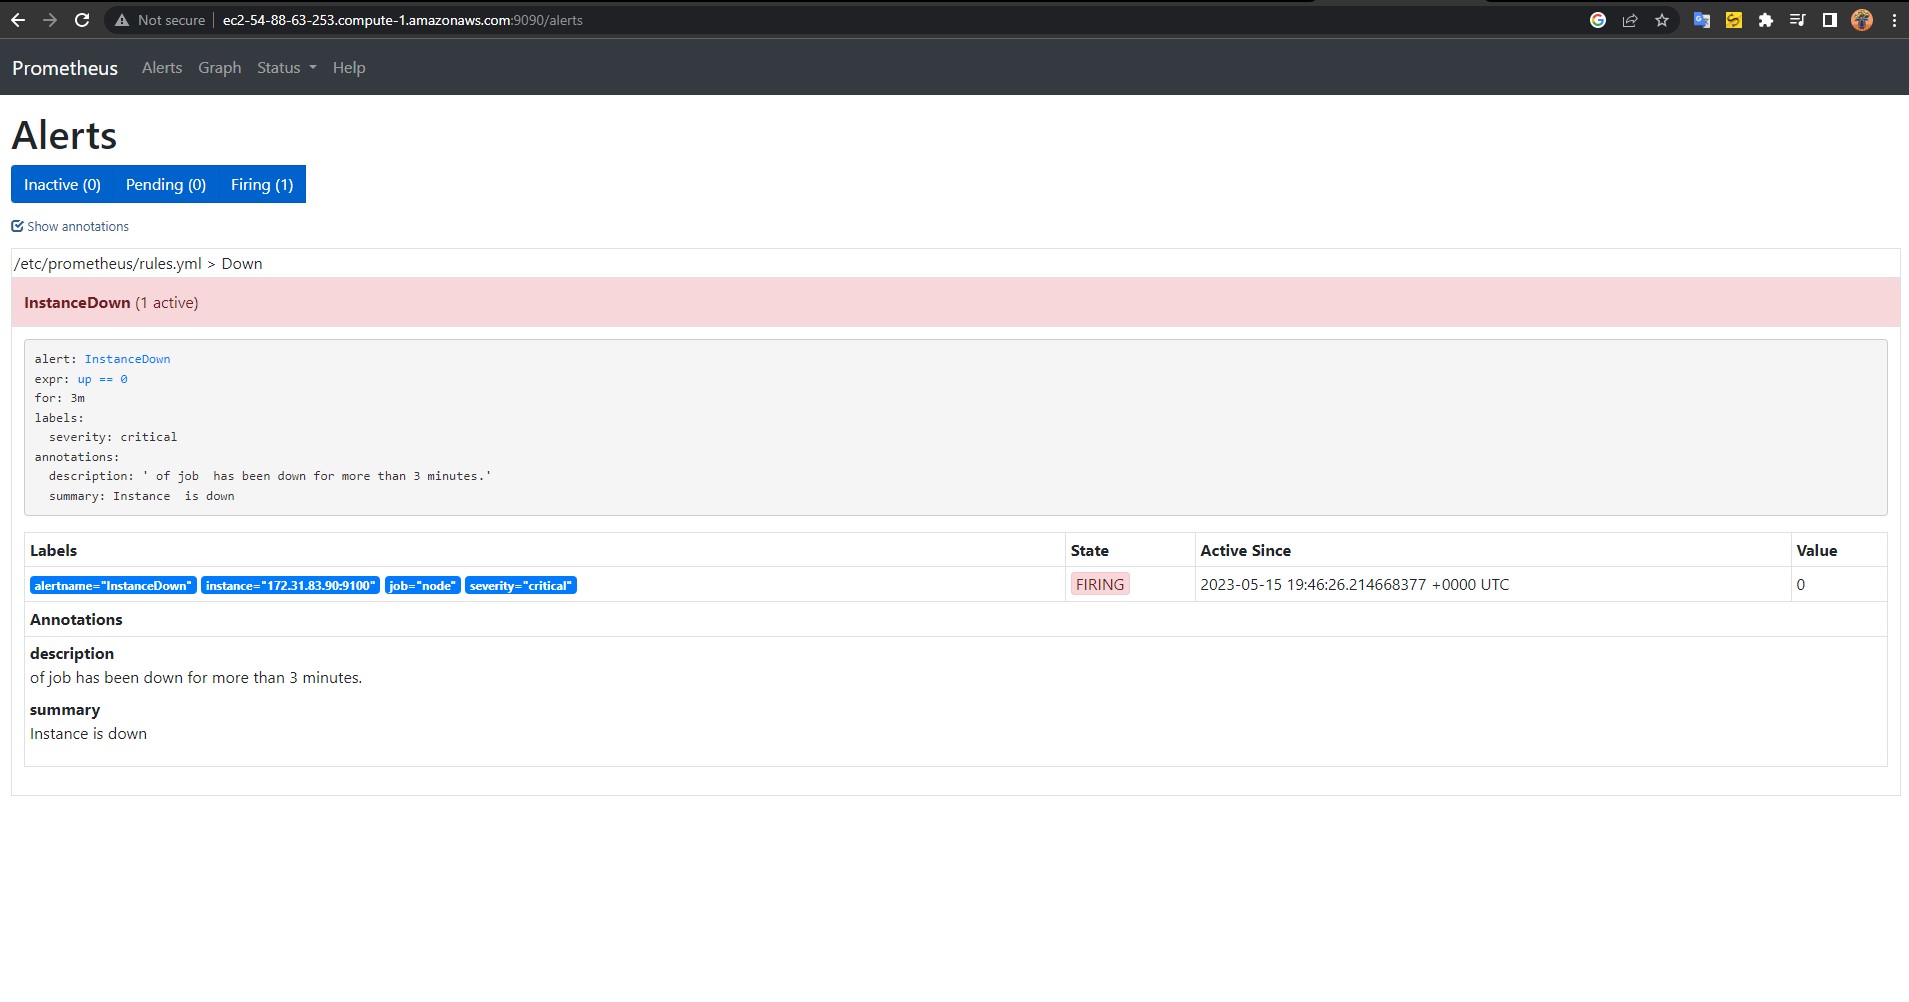 Not secure ec2-54-88-63-253.compute-1.amazonaws.com:9090/alerts
Prometheus Alerts Graph Status Help
Alerts
Inactive (0) Pending (0) Firing (1)
Show annotations
/etc/prometheus/rules.yml > Down
InstanceDown (1 active)
alert: InstanceDown
expr: up == 0
for: 3m
labels:
  severity: critical
annotations:
  description: ' of job  has been down for more than 3 minutes.'
  summary: Instance  is down
Labels State Active Since Value
alertname="InstanceDown" instance="172.31.83.90:9100" job="node" severity="critical" FIRING 2023-05-15 19:46:26.214668377 +0000 UTC 0
Annotations
description
of job has been down for more than 3 minutes.
summary
Instance is down